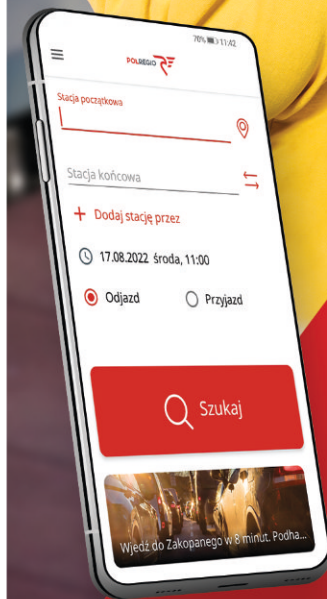 70% 11:42
POLREGIO
Stacja początkowa
Stacja końcowa
+ Dodaj stację przez
17.08.2022 środa, 11:00
Odjazd Przyjazd
Szukaj
Wjedź do Zakopanego w 8 minut. Podha...